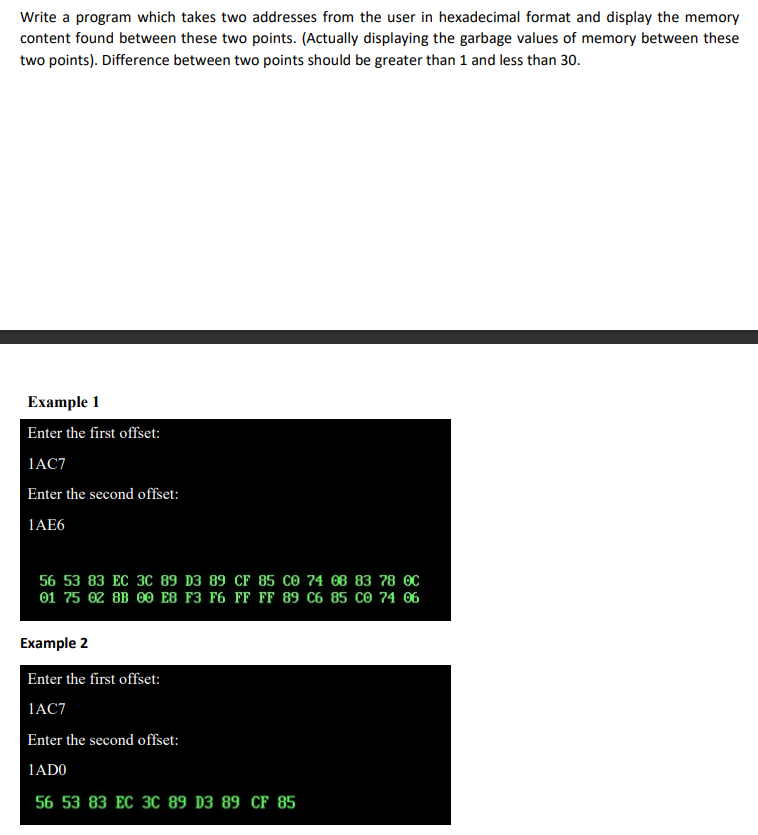 Write a program which takes two addresses from the user in hexadecimal format and display the memory
content found between these two points. (Actually displaying the garbage values of memory between these
two points). Difference between two points should be greater than 1 and less than 30.
Example 1
Enter the first offset:
1AC7
Enter the second offset:
1AE6
56 53 83 EC 3C 89 D3 89 CF 85 C0 74 08 83 78 0C
01 75 02 8B 00 E8 F3 F6 FF FF 89 C6 85 C0 74 06
Example 2
Enter the first offset:
1AC7
Enter the second offset:
1AD0
56 53 83 EC 3C 89 D3 89 CF 85